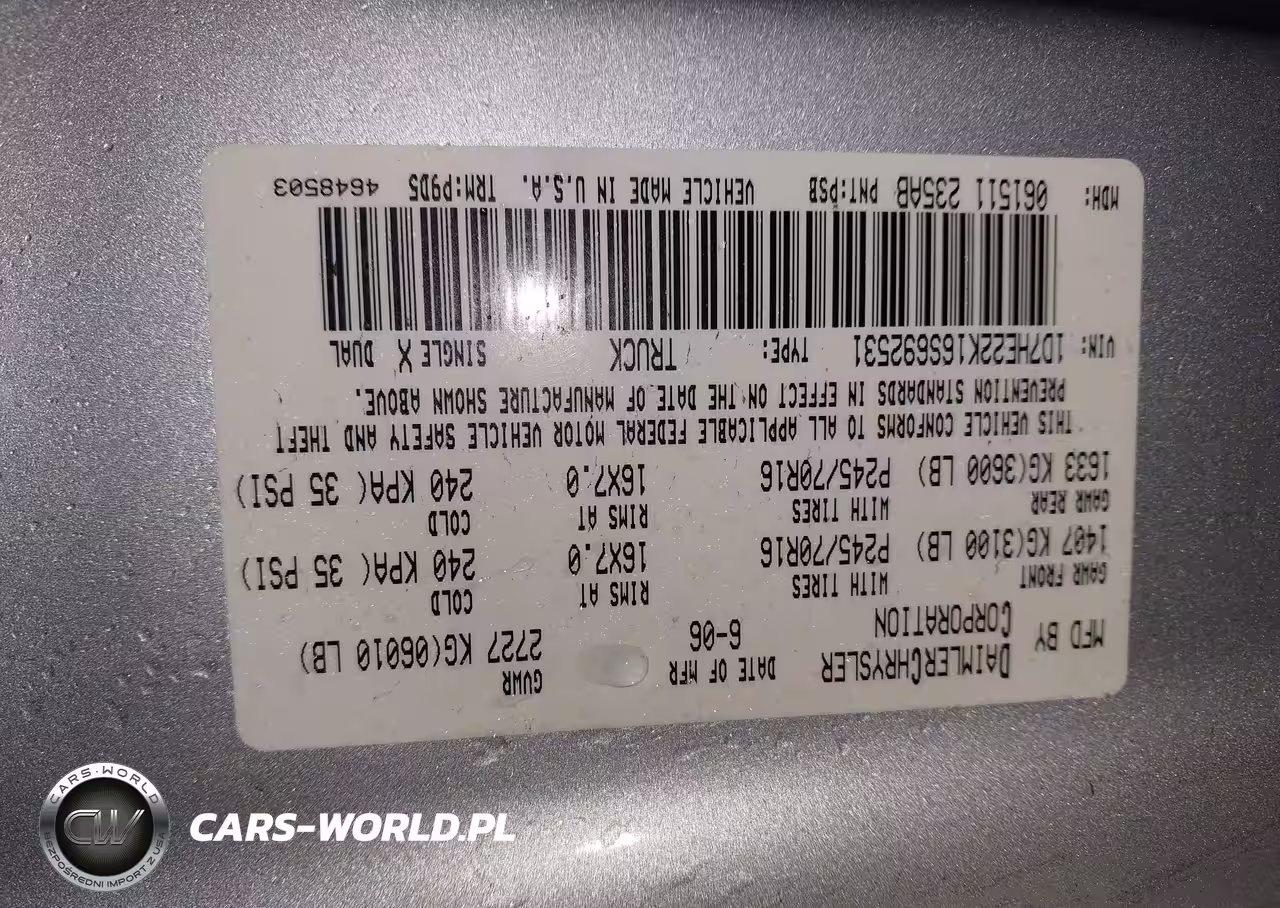 MFD BY DAIMLERCHRYSLER CORPORATION DATE OF MFR 6-06 GVWR 2727 KG(06010 LB)
GAWR FRONT WITH TIRES RIMS AT COLD
1407 KG(3100 LB) P245/70R16 16X7.0 240 KPA( 35 PSI)
GAWR REAR WITH TIRES RIMS AT COLD
1633 KG(3600 LB) P245/70R16 16X7.0 240 KPA( 35 PSI)
THIS VEHICLE CONFORMS TO ALL APPLICABLE FEDERAL MOTOR VEHICLE SAFETY AND THEFT
PREVENTION STANDARDS IN EFFECT ON THE DATE OF MANUFACTURE SHOWN ABOVE.
VIN: 1D7HE22K16S692531 TYPE: TRUCK SINGLE X DUAL
MDH: 061511 235AB PNT:PSB VEHICLE MADE IN U.S.A. TRM:P9D5 4648503
CARS-WORLD
CW
BEZPOŚREDNI IMPORT Z USA
CARS-WORLD.PL